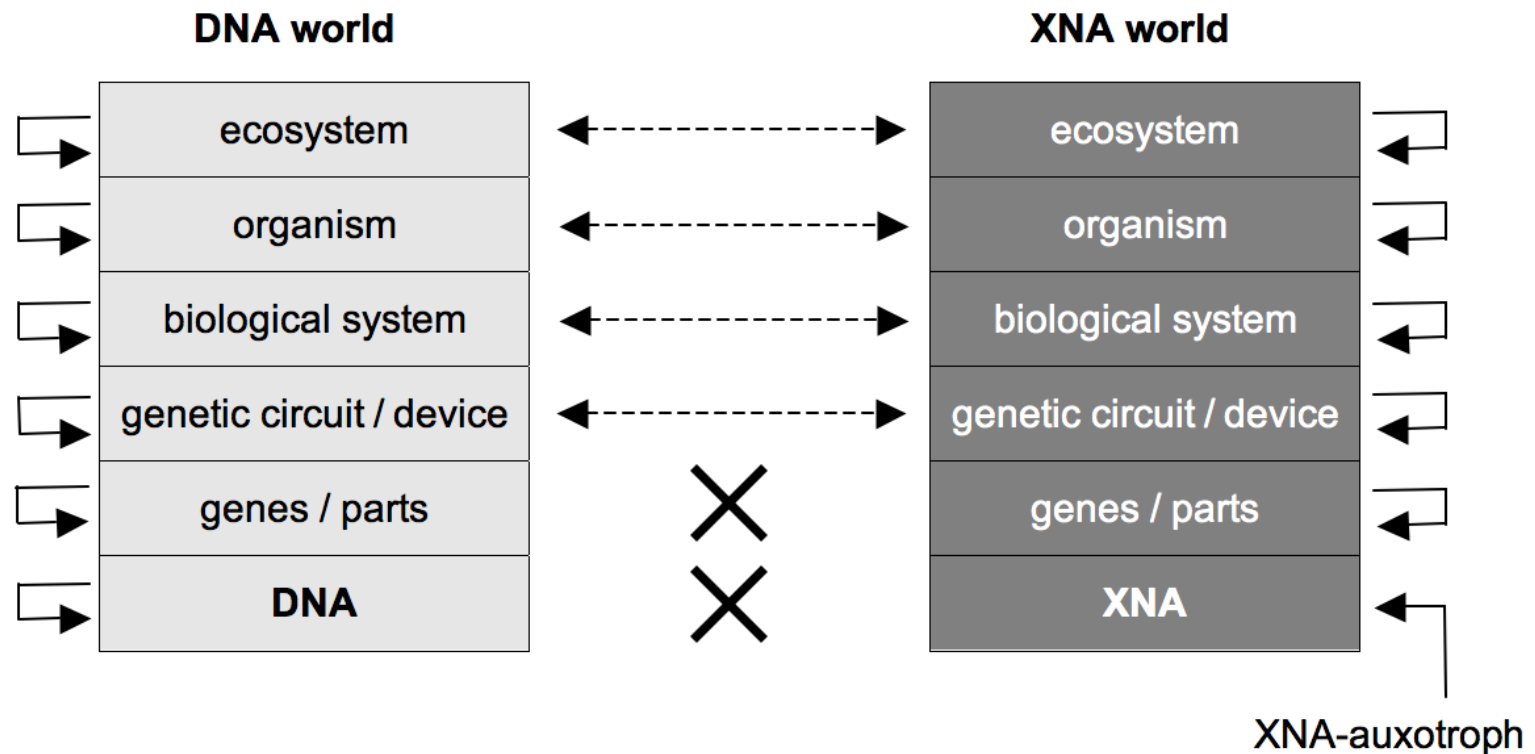 DNA world
XNA world
ecosystem
ecosystem
organism
organism
biological system
biological system
genetic circuit / device
genetic circuit / device
genes / parts
genes / parts
DNA
XNA
XNA-auxotroph